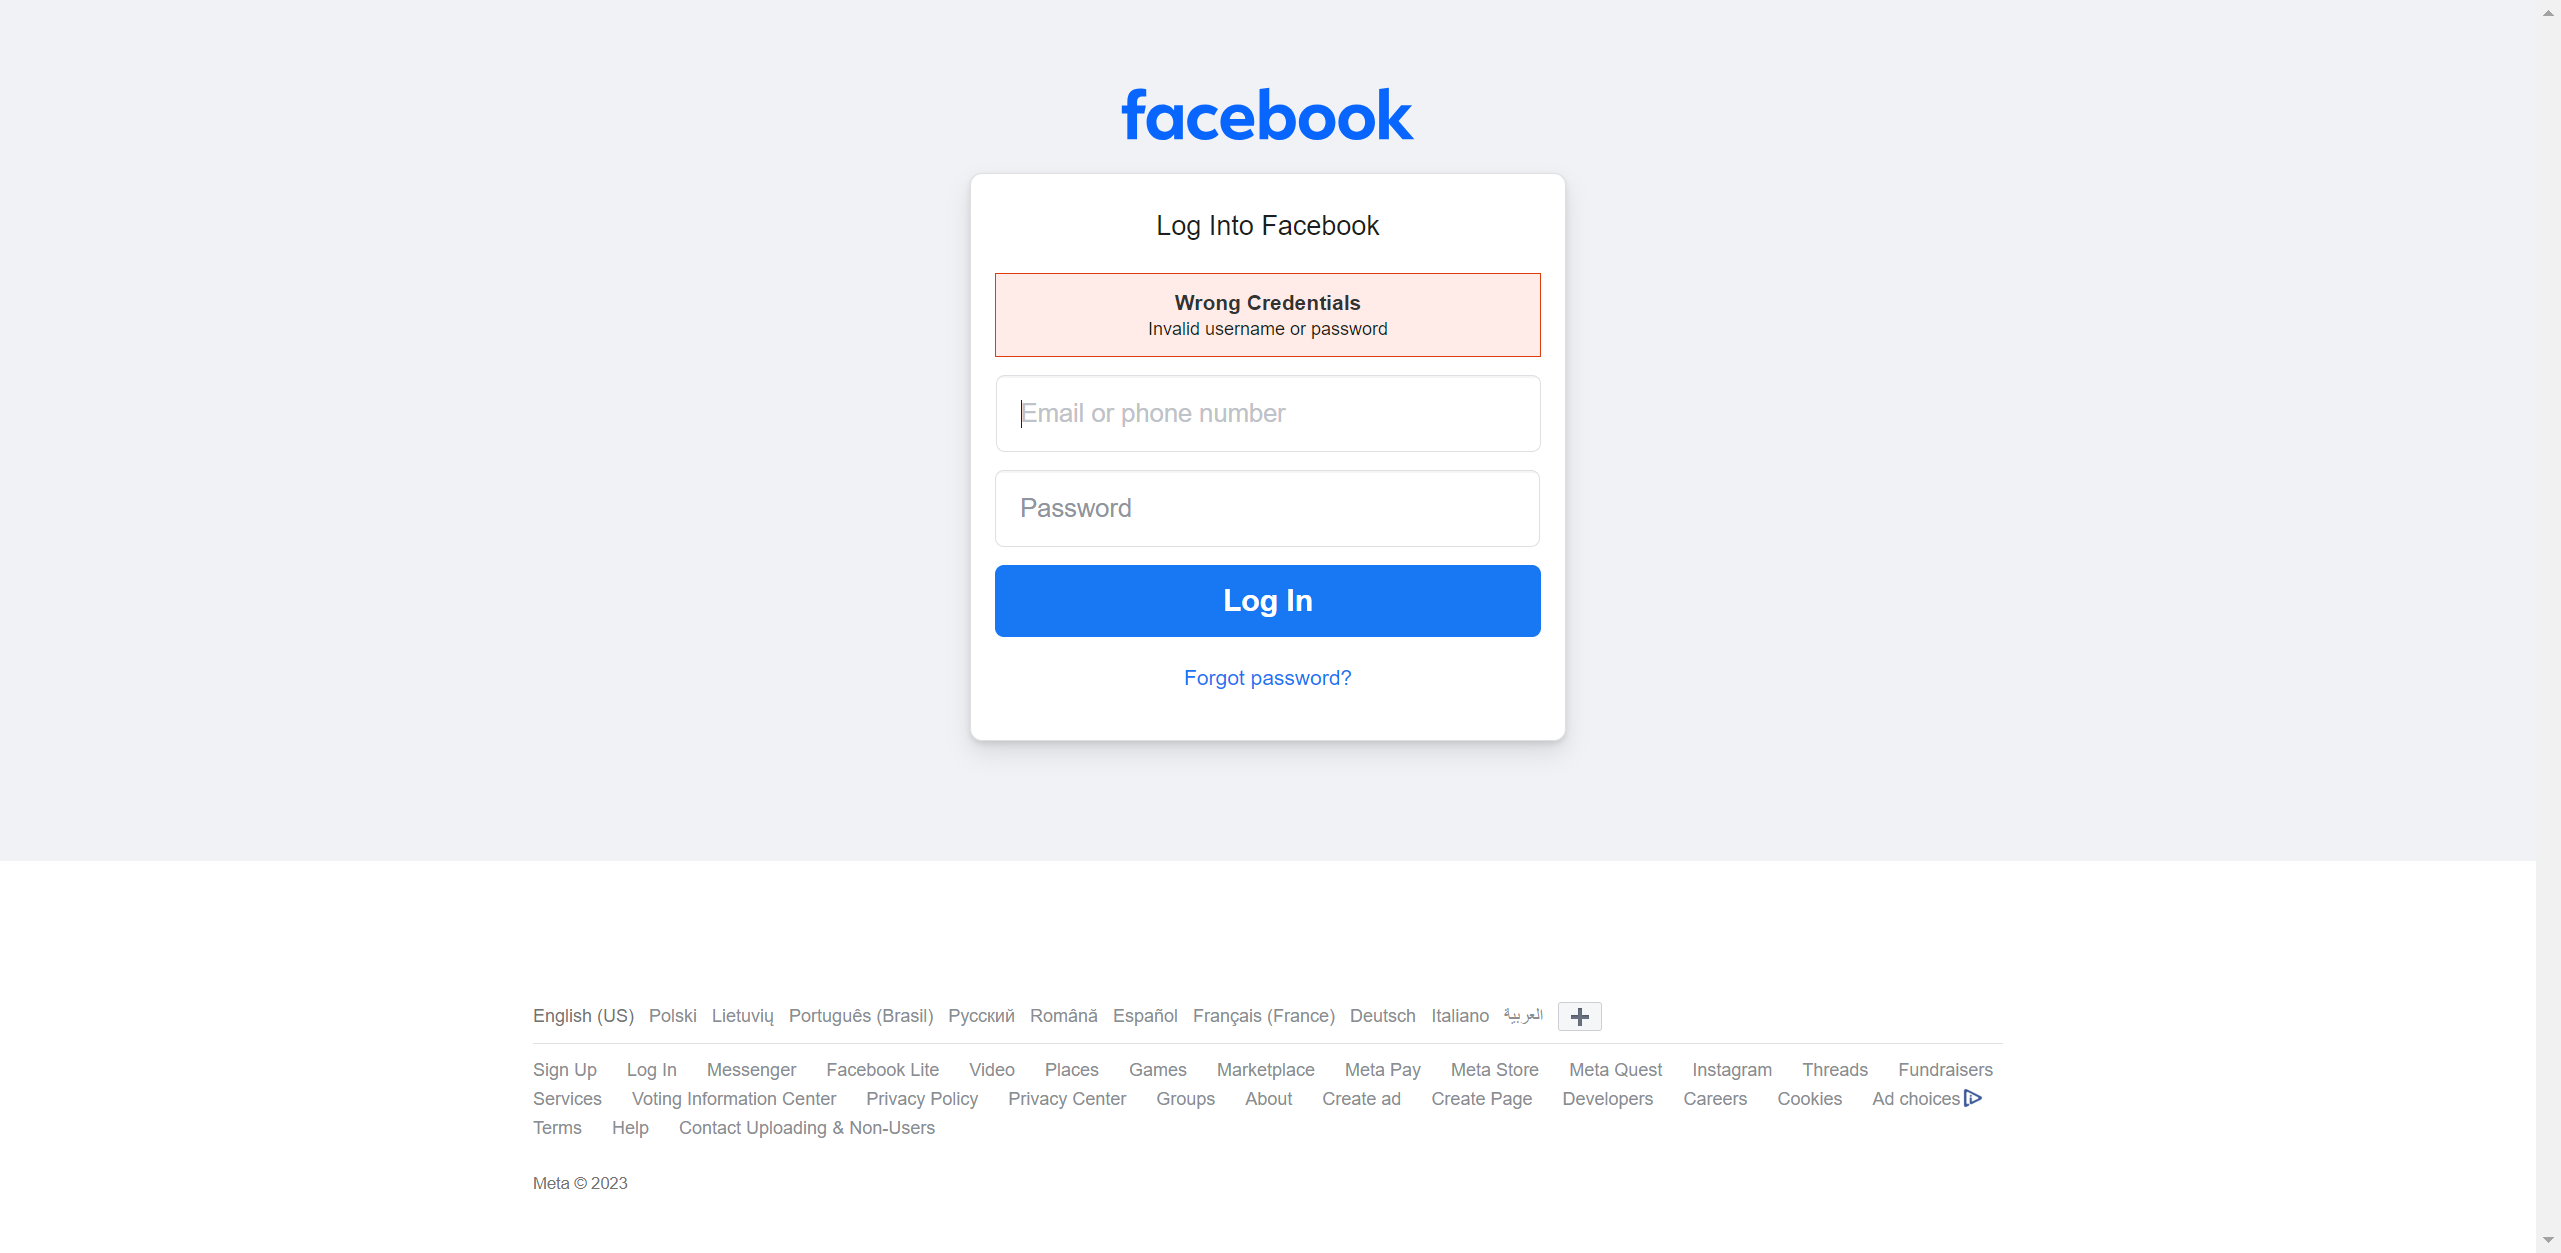 facebook
Log Into Facebook
Wrong Credentials
Invalid username or password
Email or phone number
Password
Log In
Forgot password?
English (US) Polski Lietuvių Português (Brasil) Русский Română Español Français (France) Deutsch Italiano العربية
Sign Up Log In Messenger Facebook Lite Video Places Games Marketplace Meta Pay Meta Store Meta Quest Instagram Threads Fundraisers
Services Voting Information Center Privacy Policy Privacy Center Groups About Create ad Create Page Developers Careers Cookies Ad choices
Terms Help Contact Uploading & Non-Users
Meta © 2023